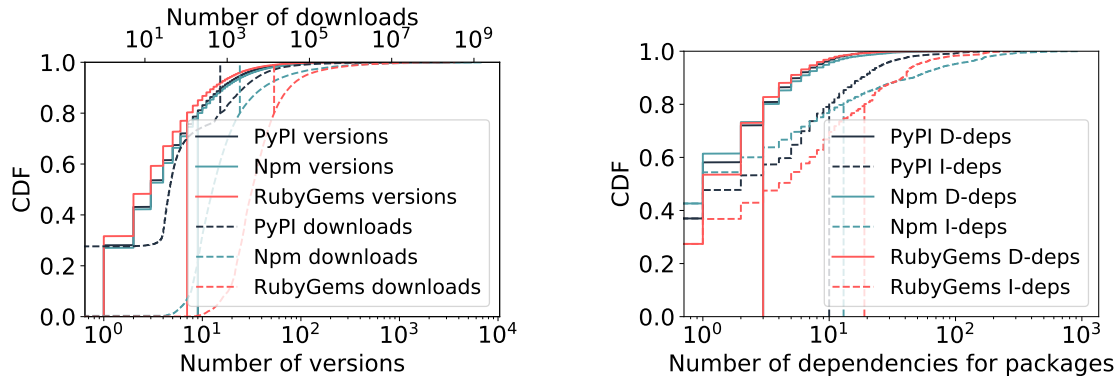 Number of downloads
10^1 10^3 10^5 10^7 10^9
CDF
1.0
0.8
0.6
0.4
0.2
0.0
PyPI versions
Npm versions
RubyGems versions
PyPI downloads
Npm downloads
RubyGems downloads
10^0 10^1 10^2 10^3 10^4
Number of versions
CDF
1.0
0.8
0.6
0.4
0.2
0.0
PyPI D-deps
PyPI I-deps
Npm D-deps
Npm I-deps
RubyGems D-deps
RubyGems I-deps
10^0 10^1 10^2 10^3
Number of dependencies for packages